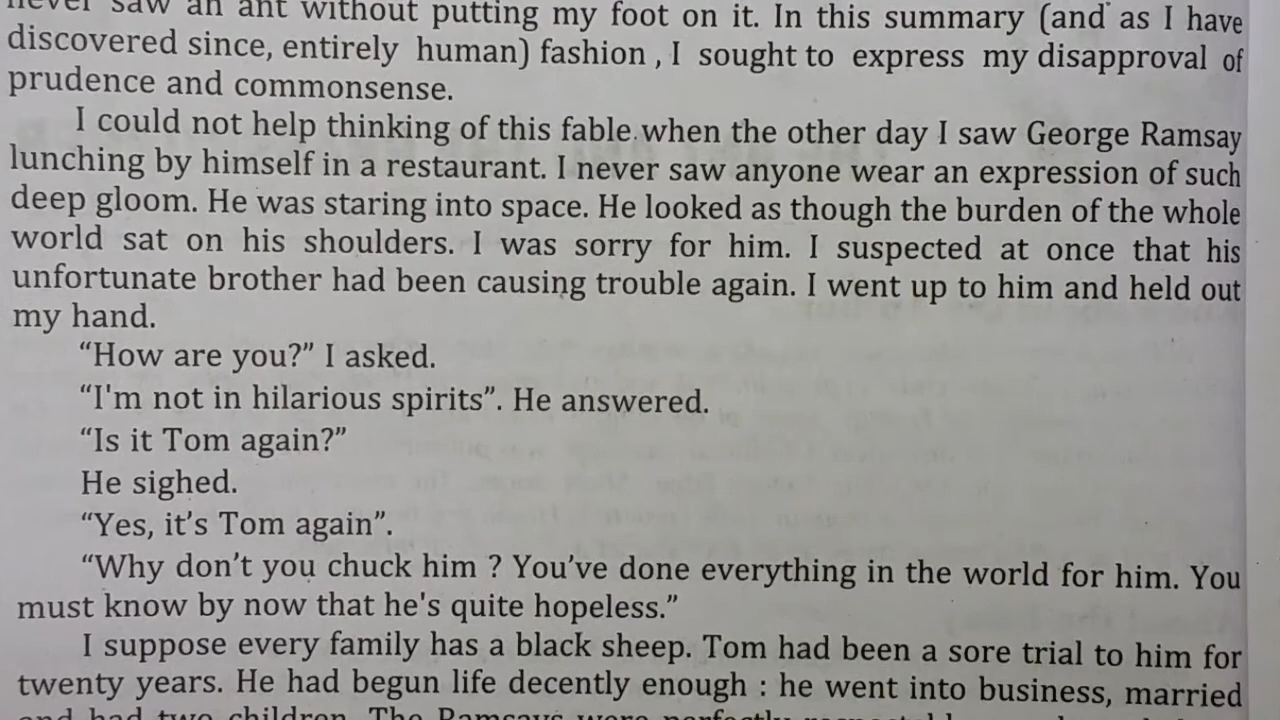 never saw an ant without putting my foot on it. In this summary (and as I have
discovered since, entirely human) fashion , I sought to express my disapproval of
prudence and commonsense.
I could not help thinking of this fable when the other day I saw George Ramsay
lunching by himself in a restaurant. I never saw anyone wear an expression of such
deep gloom. He was staring into space. He looked as though the burden of the whole
world sat on his shoulders. I was sorry for him. I suspected at once that his
unfortunate brother had been causing trouble again. I went up to him and held out
my hand.
“How are you?” I asked.
“I'm not in hilarious spirits”. He answered.
“Is it Tom again?”
He sighed.
“Yes, it’s Tom again”.
“Why don’t you chuck him ? You’ve done everything in the world for him. You
must know by now that he's quite hopeless.”
I suppose every family has a black sheep. Tom had been a sore trial to him for
twenty years. He had begun life decently enough : he went into business, married
and had two children. The Ramsays were perfectly